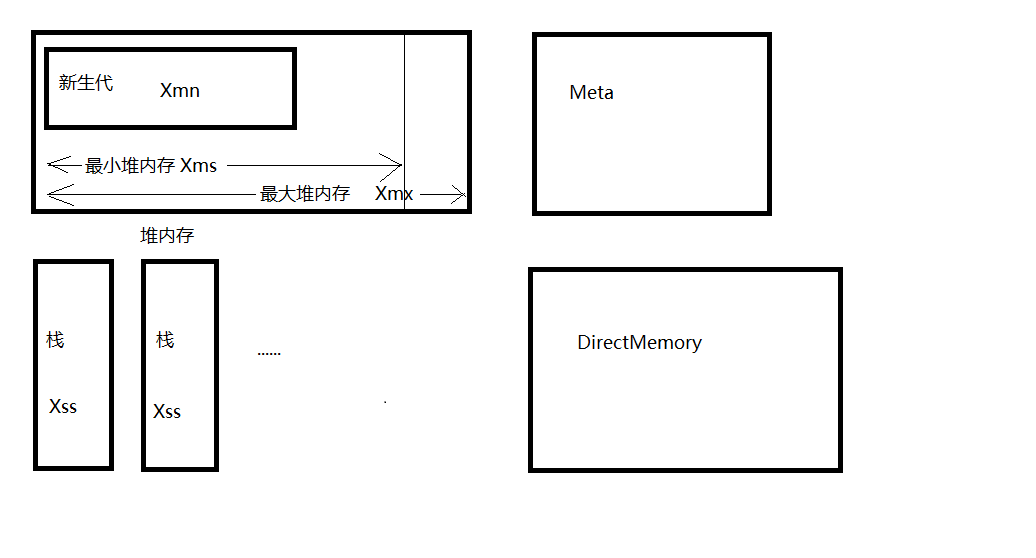 新生代 Xmn
最小堆内存 Xms
最大堆内存 Xmx
堆内存
Meta
栈
Xss
栈
Xss
......
DirectMemory